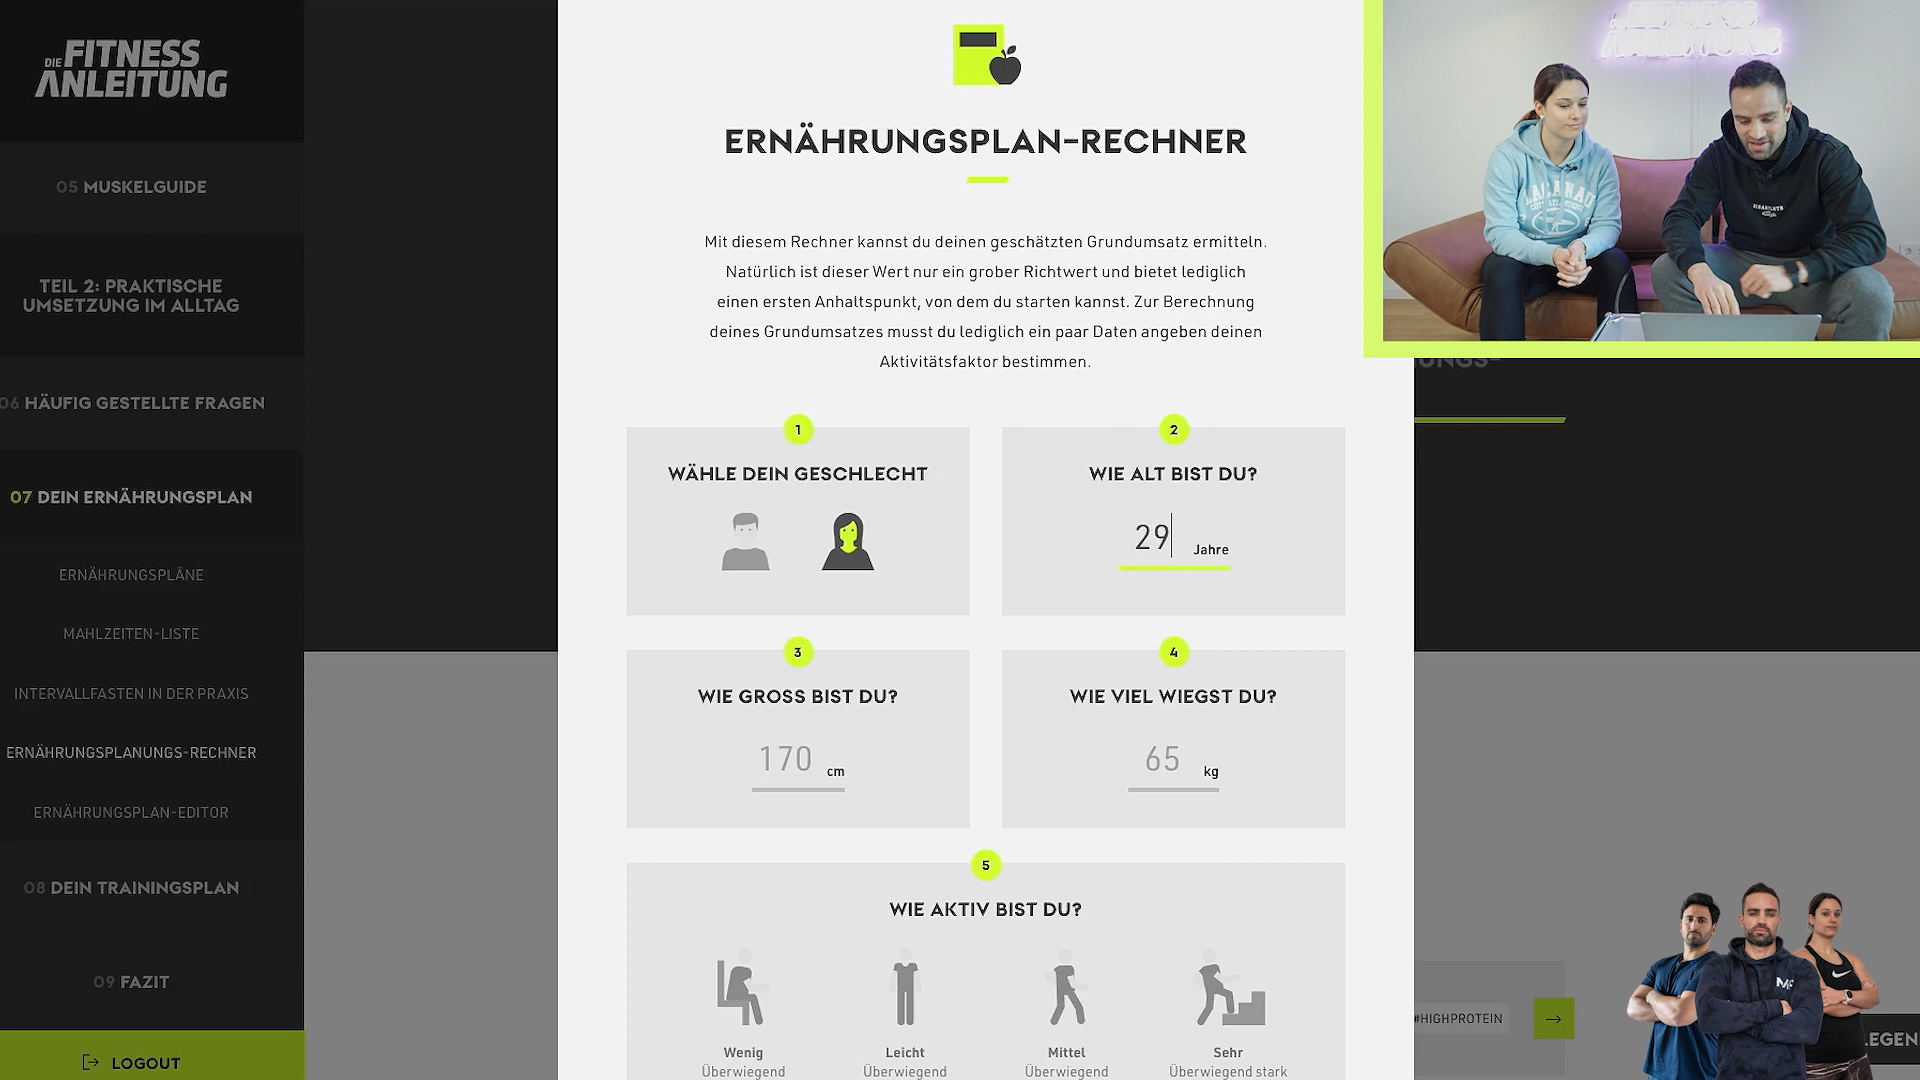 DIE FITNESS
ANLEITUNG
05 MUSKELGUIDE
TEIL 2: PRAKTISCHE
UMSETZUNG IM ALLTAG
06 HÄUFIG GESTELLTE FRAGEN
07 DEIN ERNÄHRUNGSPLAN
ERNÄHRUNGSPLÄNE
MAHLZEITEN-LISTE
INTERVALLFASTEN IN DER PRAXIS
ERNÄHRUNGSPLANUNGS-RECHNER
ERNÄHRUNGSPLAN-EDITOR
08 DEIN TRAININGSPLAN
09 FAZIT
LOGOUT
ERNÄHRUNGSPLAN-RECHNER
Mit diesem Rechner kannst du deinen geschätzten Grundumsatz ermitteln.
Natürlich ist dieser Wert nur ein grober Richtwert und bietet lediglich
einen ersten Anhaltspunkt, von dem du starten kannst. Zur Berechnung
deines Grundumsatzes musst du lediglich ein paar Daten angeben deinen
Aktivitätsfaktor bestimmen.
1
WÄHLE DEIN GESCHLECHT
2
WIE ALT BIST DU?
29 Jahre
3
WIE GROSS BIST DU?
170 cm
4
WIE VIEL WIEGST DU?
65 kg
5
WIE AKTIV BIST DU?
Wenig
Überwiegend
Leicht
Überwiegend
Mittel
Überwiegend
Sehr
Überwiegend stark
#HIGHPROTEIN